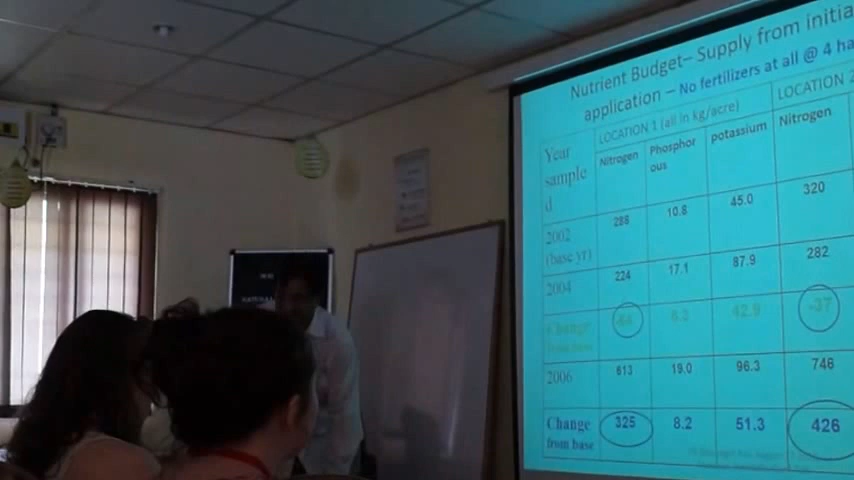 Nutrient Budget– Supply from initia
application – No fertilizers at all @ 4 ha
LOCATION 1 (all in kg/acre) LOCATION 2
Year sample d Nitrogen Phosphor ous potassium Nitrogen
2002 (base yr) 288 10.8 45.0 320
2004 224 17.1 87.9 282
Change from base 6.3 42.9 -37
2006 613 19.0 96.3 746
Change from base 325 8.2 51.3 426